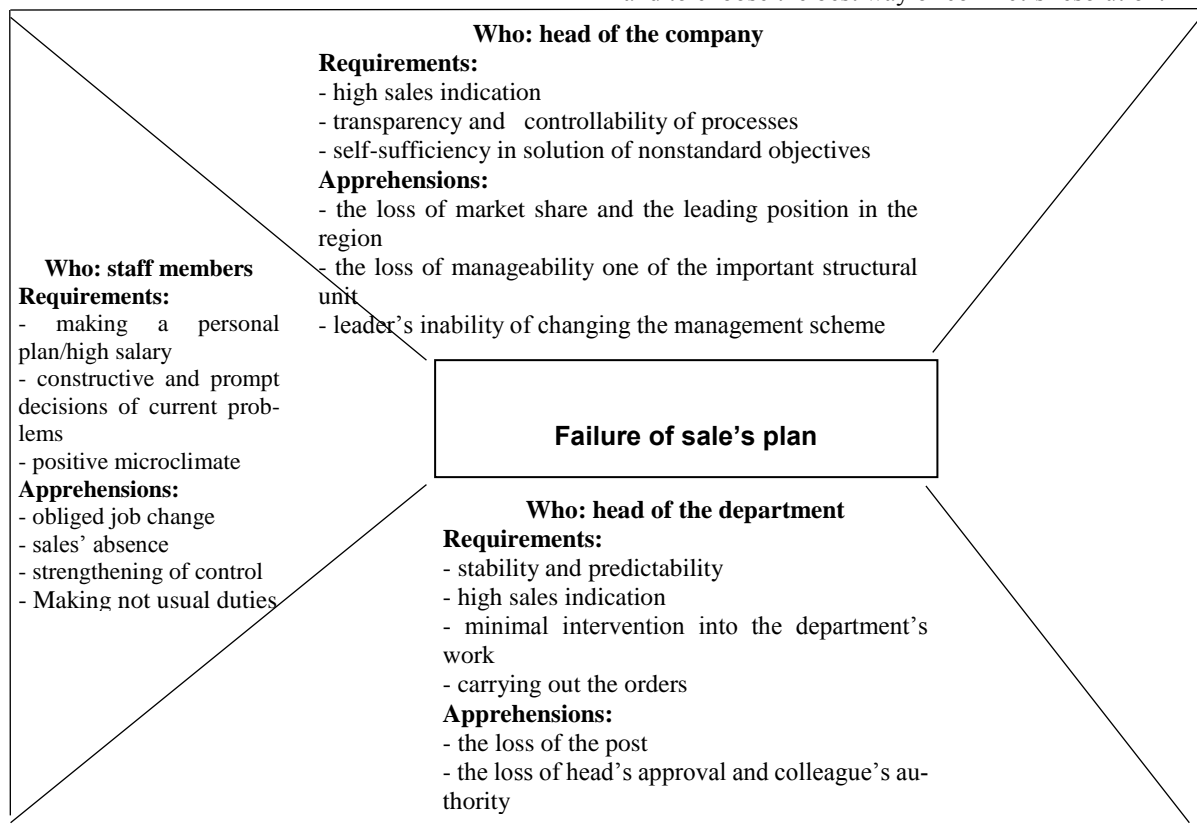 Who: head of the company
Requirements:
- high sales indication
- transparency and controllability of processes
- self-sufficiency in solution of nonstandard objectives
Apprehensions:
- the loss of market share and the leading position in the
region
- the loss of manageability one of the important structural
unit
- leader's inability of changing the management scheme
Who: staff members
Requirements:
- making a personal
plan/high salary
- constructive and prompt
decisions of current prob-
lems
- positive microclimate
Apprehensions:
- obliged job change
- sales' absence
- strengthening of control
- Making not usual duties
Failure of sale's plan
Who: head of the department
Requirements:
- stability and predictability
- high sales indication
- minimal intervention into the department's
work
- carrying out the orders
Apprehensions:
- the loss of the post
- the loss of head's approval and colleague's au-
thority